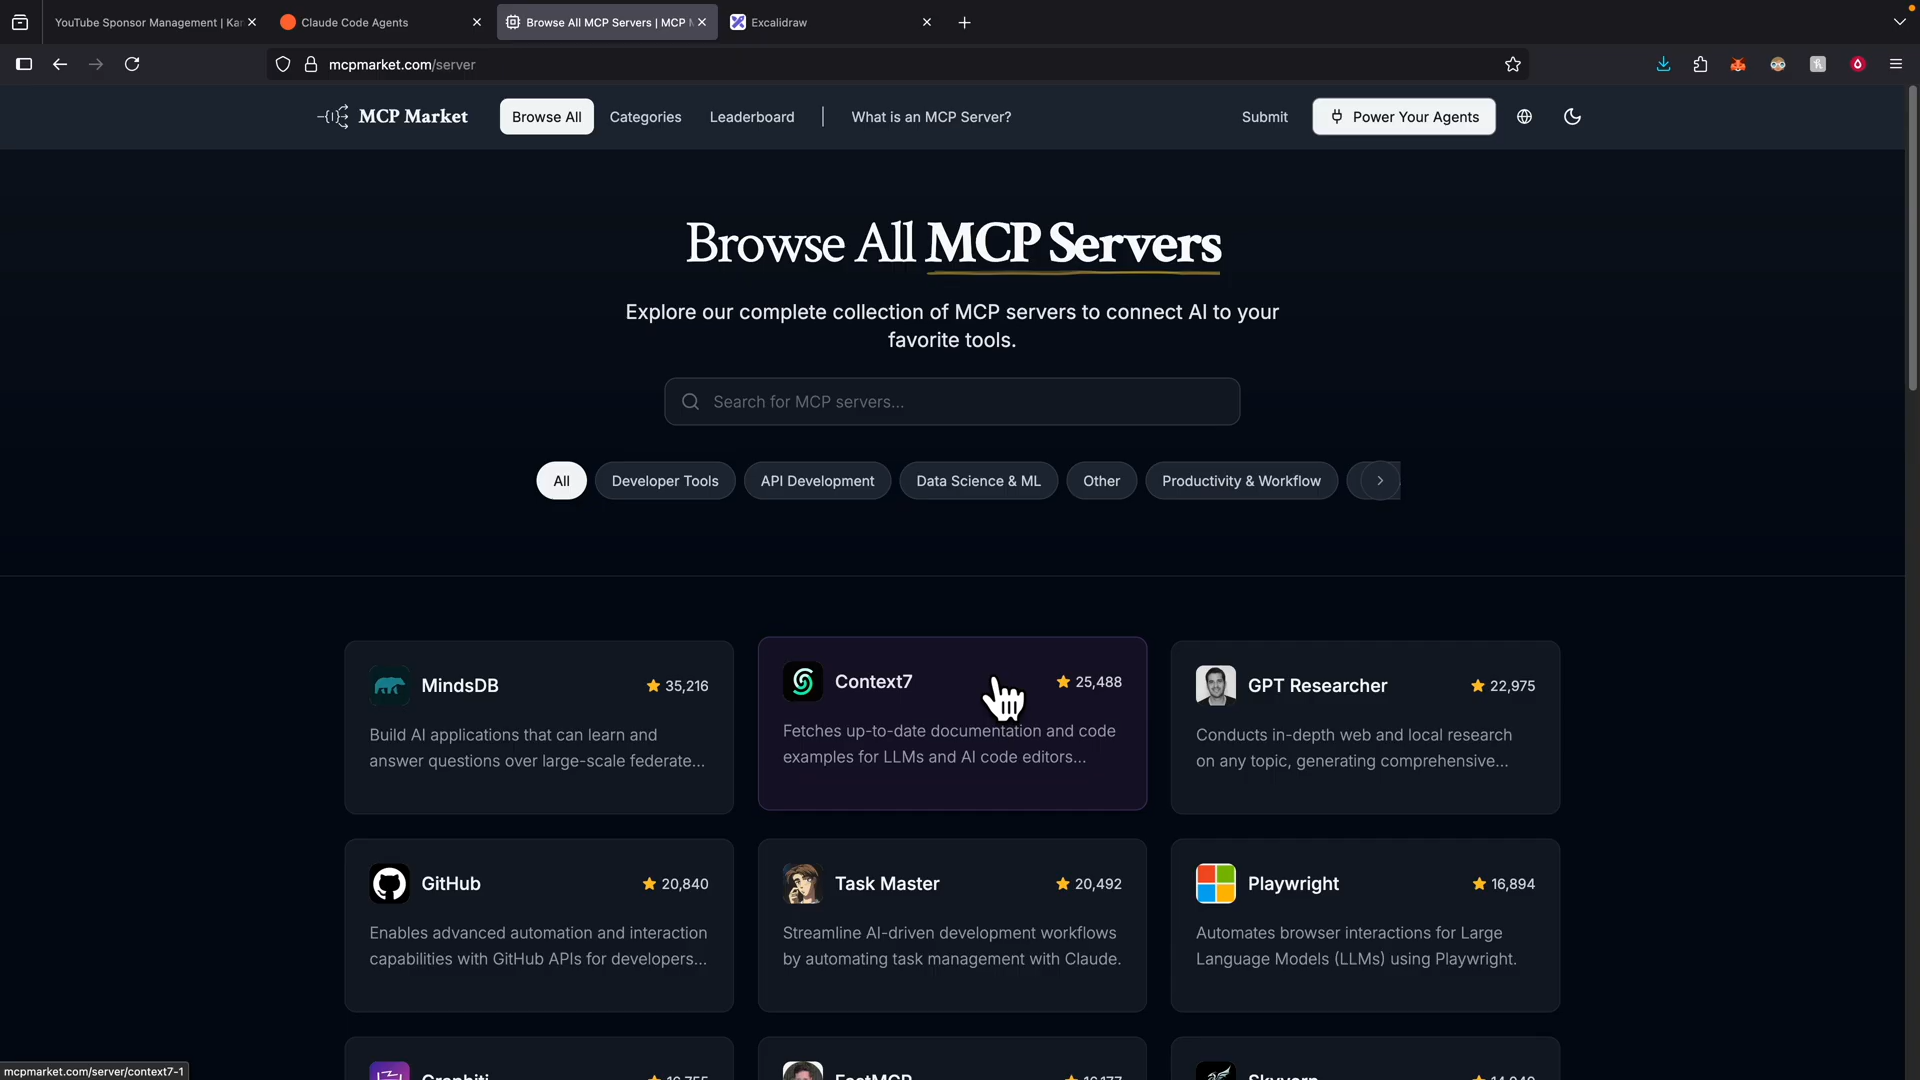 YouTube Sponsor Management | Kar
Claude Code Agents
Browse All MCP Servers | MCP M
Excalidraw
mcpmarket.com/server
MCP Market
Browse All
Categories
Leaderboard
What is an MCP Server?
Submit
Power Your Agents
Browse All MCP Servers
Explore our complete collection of MCP servers to connect AI to your
favorite tools.
Search for MCP servers...
All
Developer Tools
API Development
Data Science & ML
Other
Productivity & Workflow
MindsDB
35,216
Build AI applications that can learn and
answer questions over large-scale federate...
Context7
25,488
Fetches up-to-date documentation and code
examples for LLMs and AI code editors...
GPT Researcher
22,975
Conducts in-depth web and local research
on any topic, generating comprehensive...
GitHub
20,840
Enables advanced automation and interaction
capabilities with GitHub APIs for developers...
Task Master
20,492
Streamline AI-driven development workflows
by automating task management with Claude.
Playwright
16,894
Automates browser interactions for Large
Language Models (LLMs) using Playwright.
Graphiti
FastMCP
Skyvern
mcpmarket.com/server/context7-1